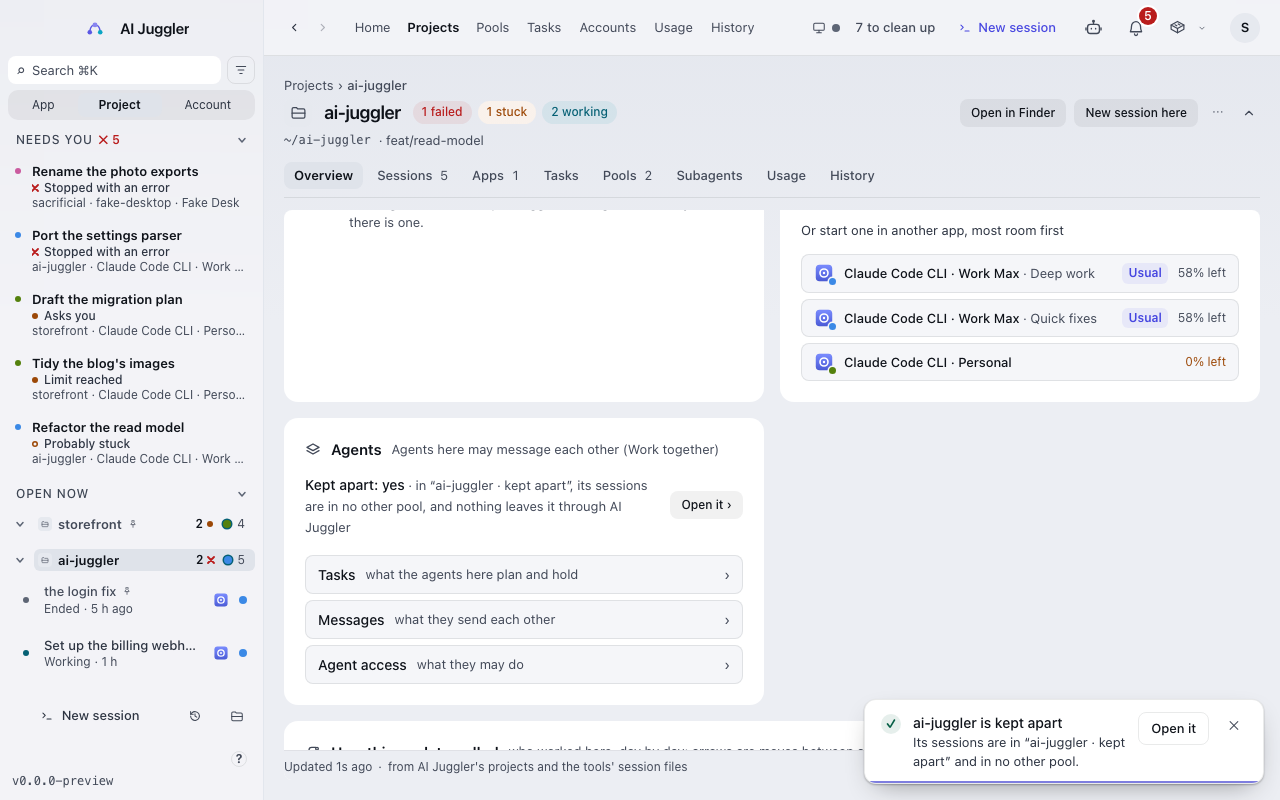 AI Juggler
Search ⌘K
App Project Account
NEEDS YOU 5
Rename the photo exports
Stopped with an error
sacrificial · fake-desktop · Fake Desk
Port the settings parser
Stopped with an error
ai-juggler · Claude Code CLI · Work ...
Draft the migration plan
Asks you
storefront · Claude Code CLI · Perso...
Tidy the blog's images
Limit reached
storefront · Claude Code CLI · Perso...
Refactor the read model
Probably stuck
ai-juggler · Claude Code CLI · Work ...
OPEN NOW
storefront 2 4
ai-juggler 2 5
the login fix
Ended · 5 h ago
Set up the billing webh...
Working · 1 h
New session
?
v0.0.0-preview
Home Projects Pools Tasks Accounts Usage History
7 to clean up
New session
5
S
Projects › ai-juggler
ai-juggler 1 failed 1 stuck 2 working
Open in Finder New session here ...
~/ai-juggler · feat/read-model
Overview Sessions 5 Apps 1 Tasks Pools 2 Subagents Usage History
there is one.
Or start one in another app, most room first
Claude Code CLI · Work Max · Deep work Usual 58% left
Claude Code CLI · Work Max · Quick fixes Usual 58% left
Claude Code CLI · Personal 0% left
Agents Agents here may message each other (Work together)
Kept apart: yes · in “ai-juggler · kept apart”, its sessions
are in no other pool, and nothing leaves it through AI
Juggler
Open it ›
Tasks what the agents here plan and hold ›
Messages what they send each other ›
Agent access what they may do ›
Updated 1s ago · from AI Juggler's projects and the tools' session files
ai-juggler is kept apart
Its sessions are in “ai-juggler · kept
apart” and in no other pool.
Open it